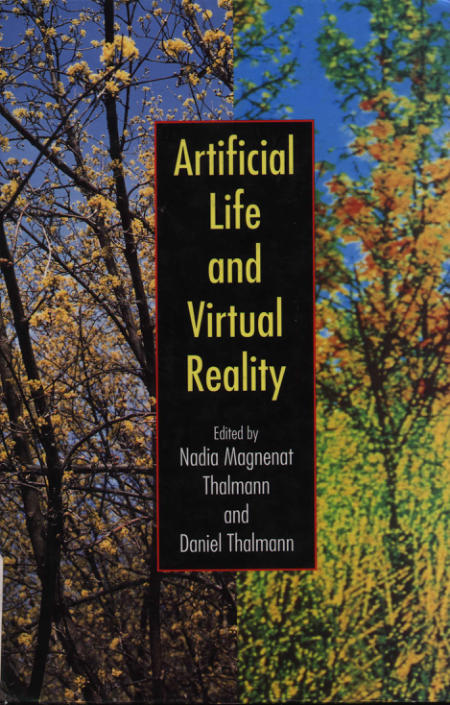 Artificial
Life
and
Virtual
Reality
Edited by
Nadia Magnenat
Thalmann
and
Daniel Thalmann